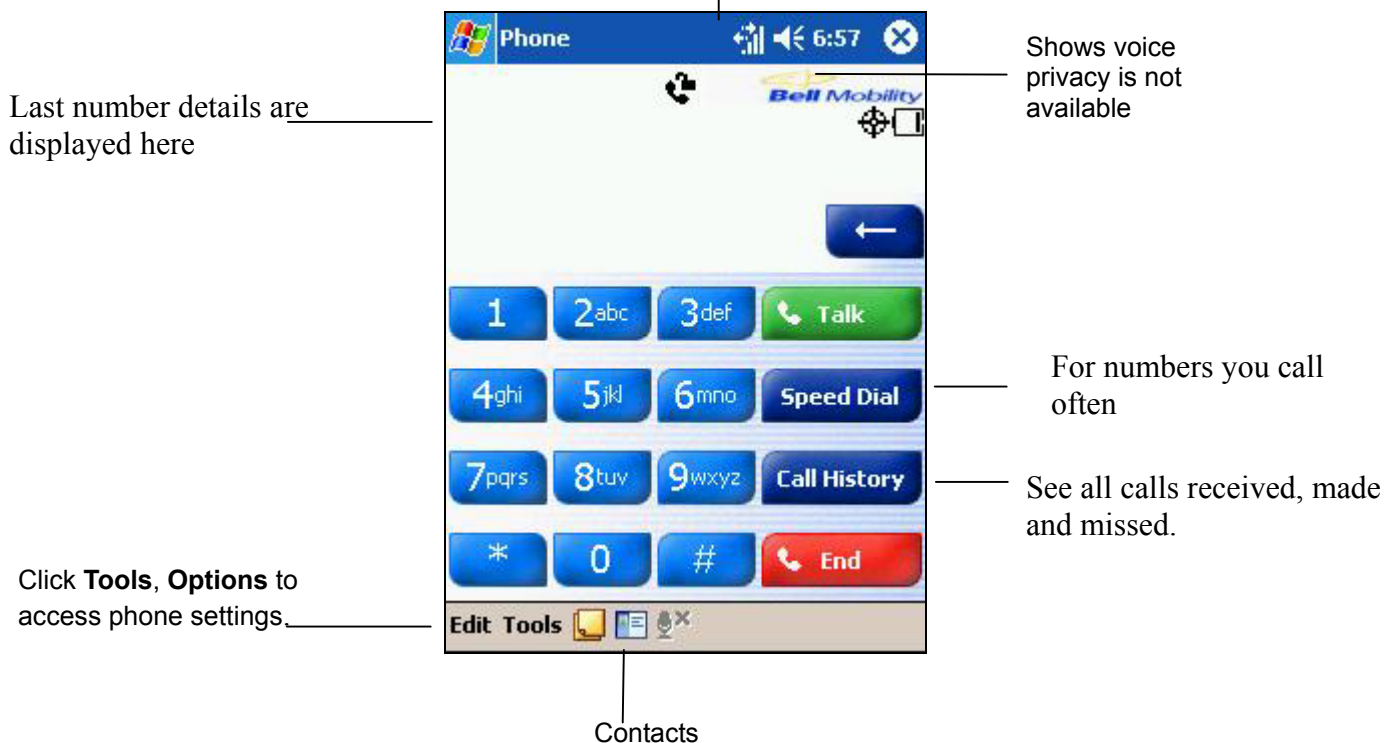 Phone 6:57
Shows voice
privacy is not
available
Bell Mobility
Last number details are
displayed here
1 2abc 3def Talk
4ghi 5jkl 6mno Speed Dial
For numbers you call
often
7pqrs 8tuv 9wxyz Call History
See all calls received, made
and missed.
* 0 # End
Click Tools, Options to
access phone settings.
Edit Tools
Contacts